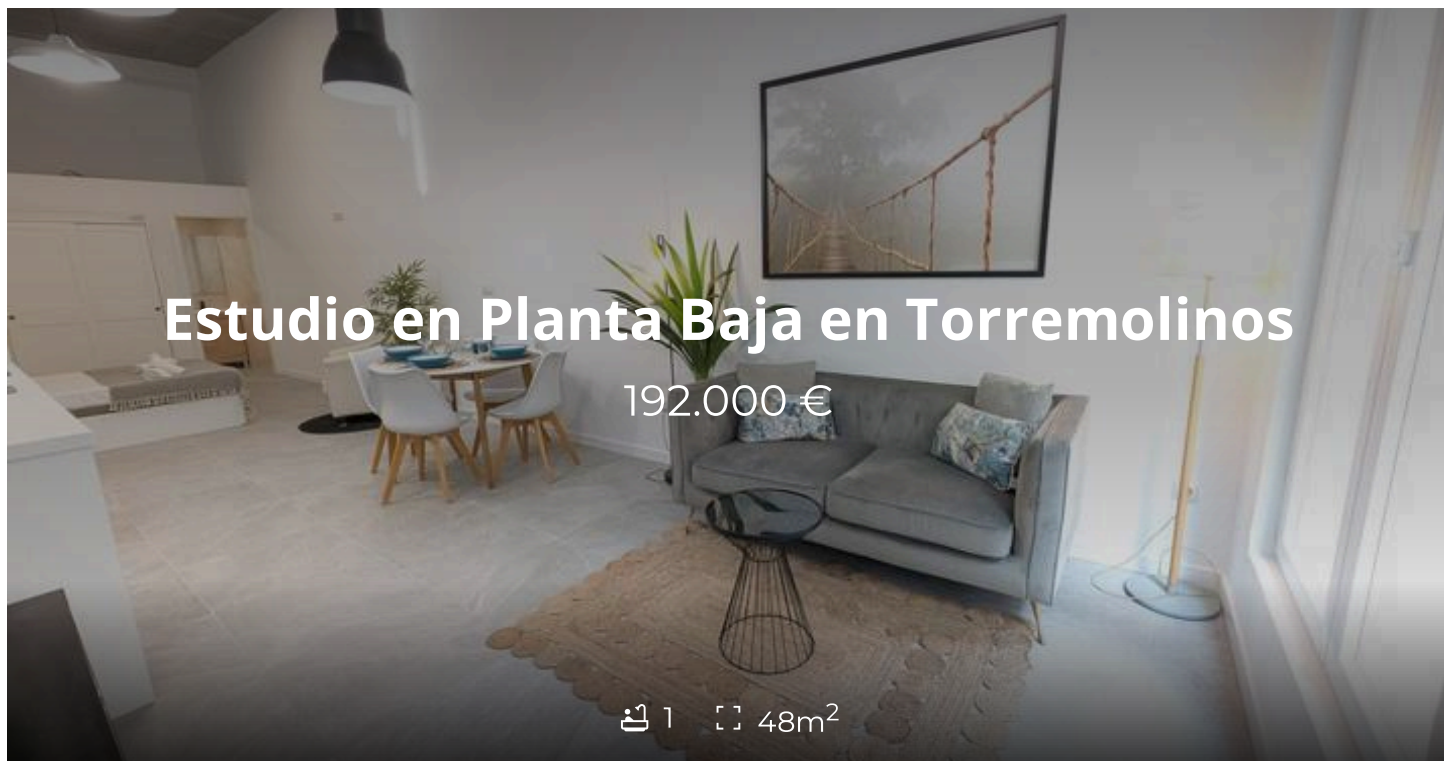 Estudio en Planta Baja en Torremolinos
192.000 €
1 48m²